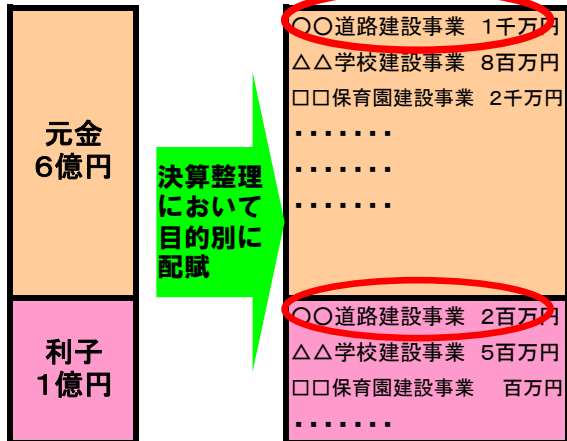 元金
6億円
決算整理
において
目的別に
配賦
〇〇道路建設事業 1千万円
△△学校建設事業 8百万円
□□保育園建設事業 2千万円
・・・・・・・
・・・・・・・
・・・・・・・
利子
1億円
〇〇道路建設事業 2百万円
△△学校建設事業 5百万円
□□保育園建設事業 百万円
・・・・・・・